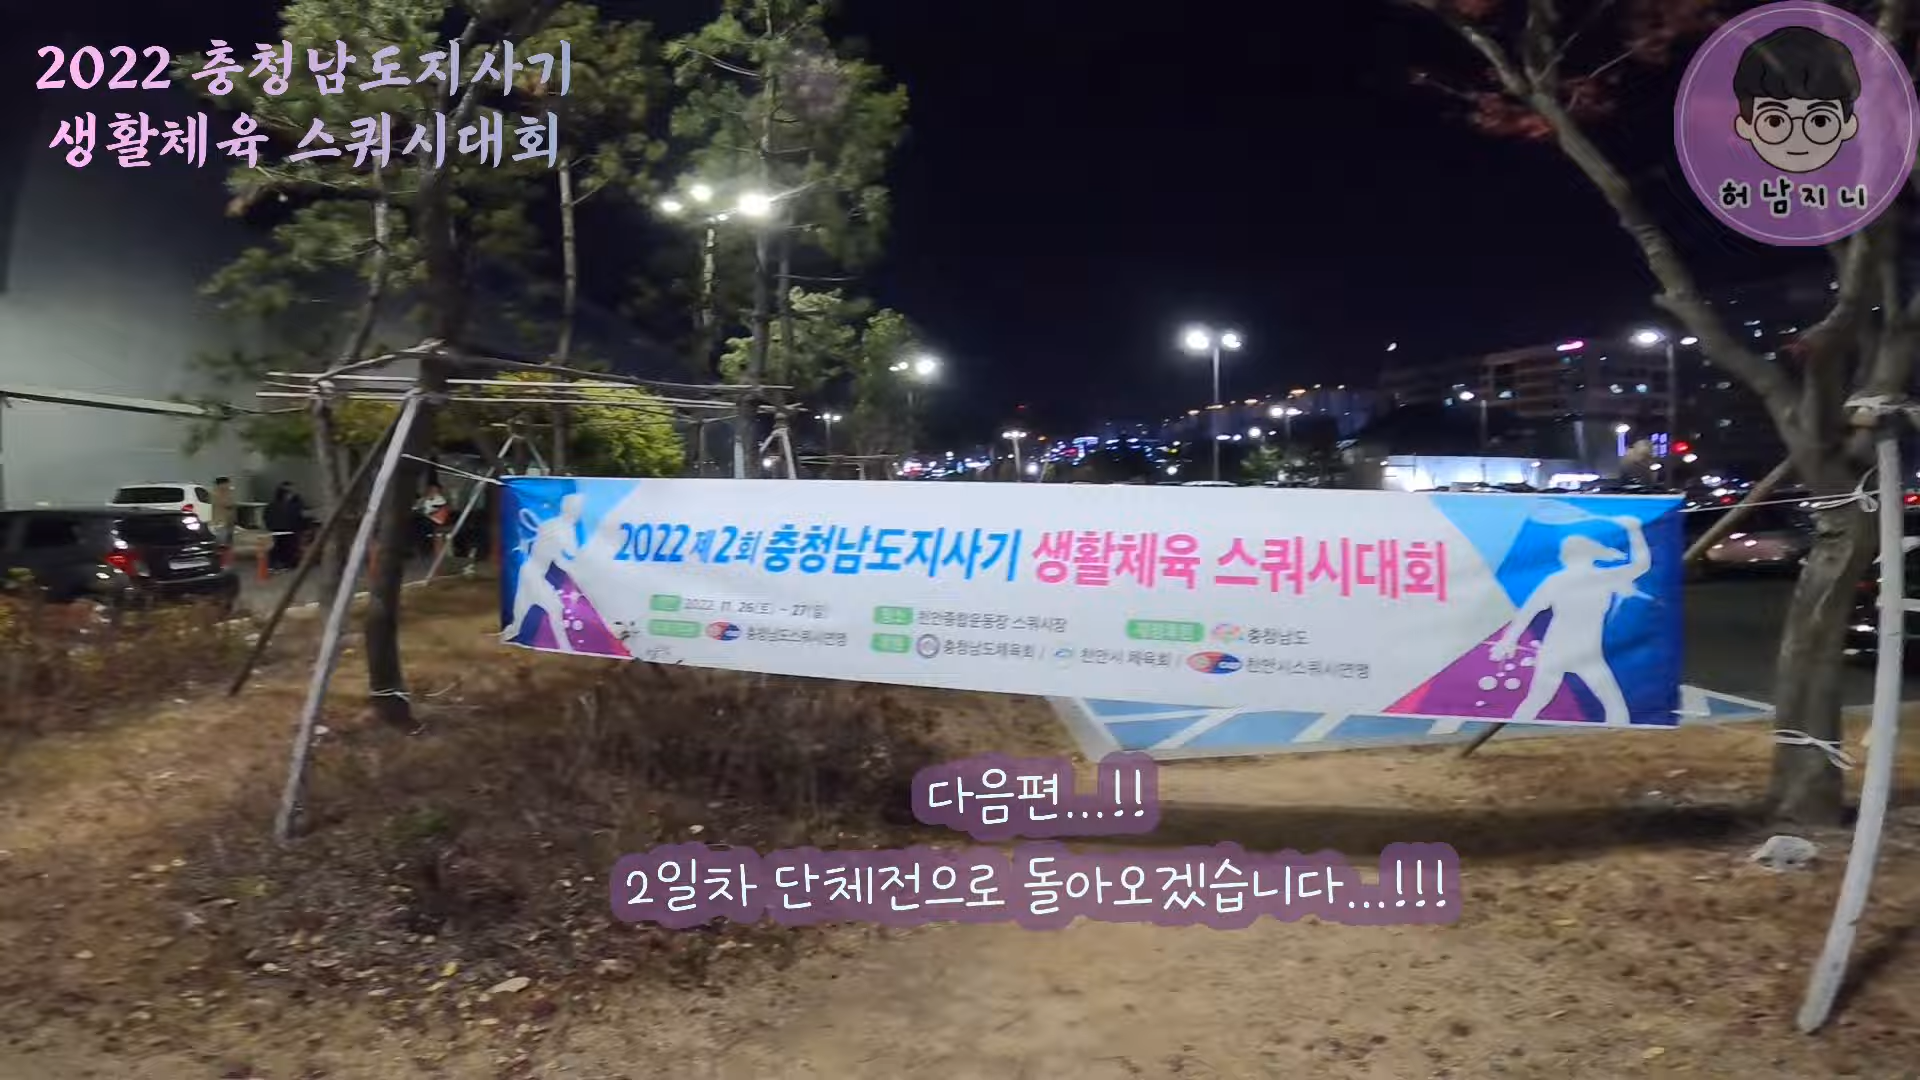 2022 충청남도지사기
생활체육 스쿼시대회
허남지니
2022 제2회 충청남도지사기 생활체육 스쿼시대회
2022. 11. 26(토) ~ 27(일)
천안종합운동장 스쿼시장
충청남도
충청남도스쿼시연맹
충청남도체육회 / 천안시 체육회 / 천안시스쿼시연맹
다음편...!!
2일차 단체전으로 돌아오겠습니다...!!!